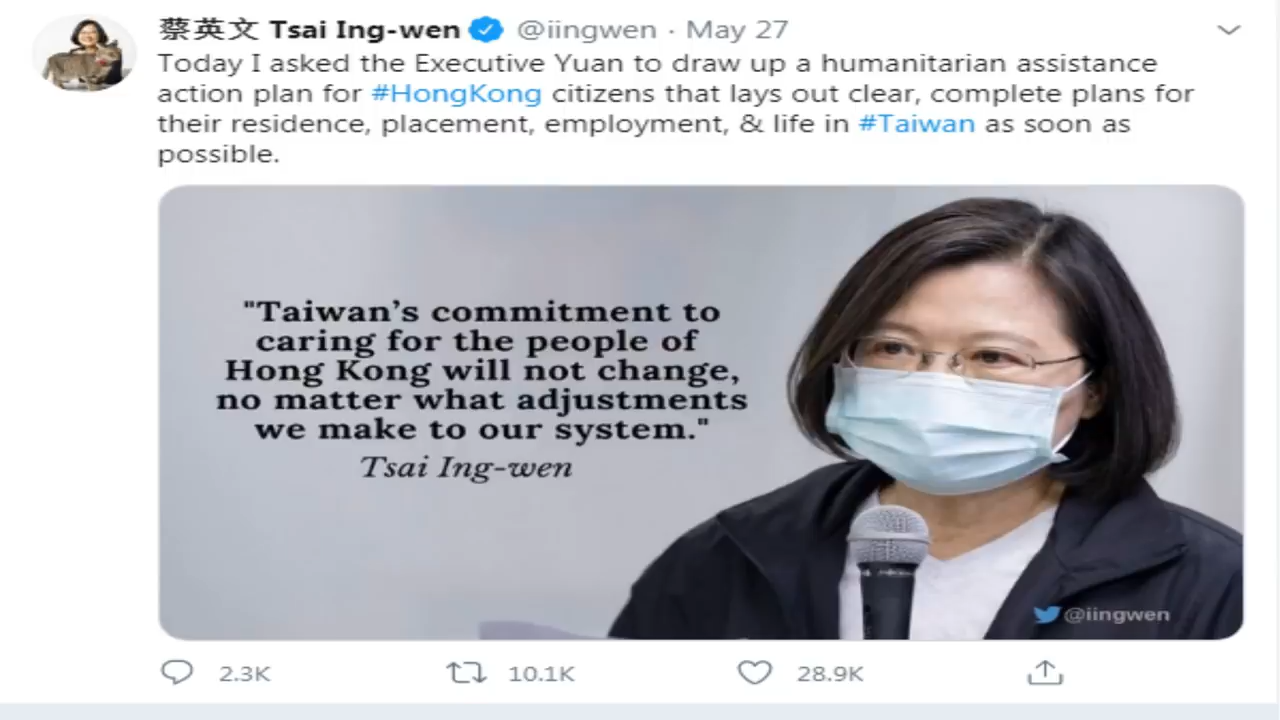 蔡英文 Tsai Ing-wen @iingwen · May 27
Today I asked the Executive Yuan to draw up a humanitarian assistance
action plan for #HongKong citizens that lays out clear, complete plans for
their residence, placement, employment, & life in #Taiwan as soon as
possible.
"Taiwan’s commitment to
caring for the people of
Hong Kong will not change,
no matter what adjustments
we make to our system."
Tsai Ing-wen
@iingwen
2.3K 10.1K 28.9K